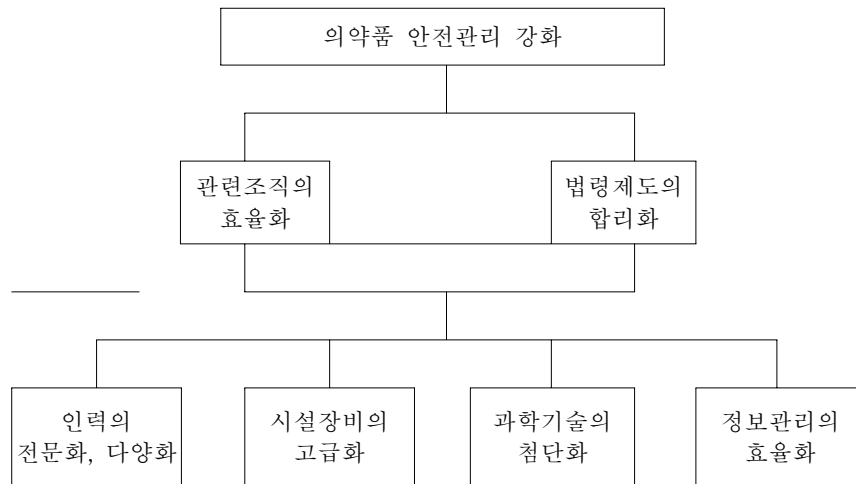 의약품 안전관리 강화
관련조직의
효율화
법령제도의
합리화
인력의
전문화, 다양화
시설장비의
고급화
과학기술의
첨단화
정보관리의
효율화